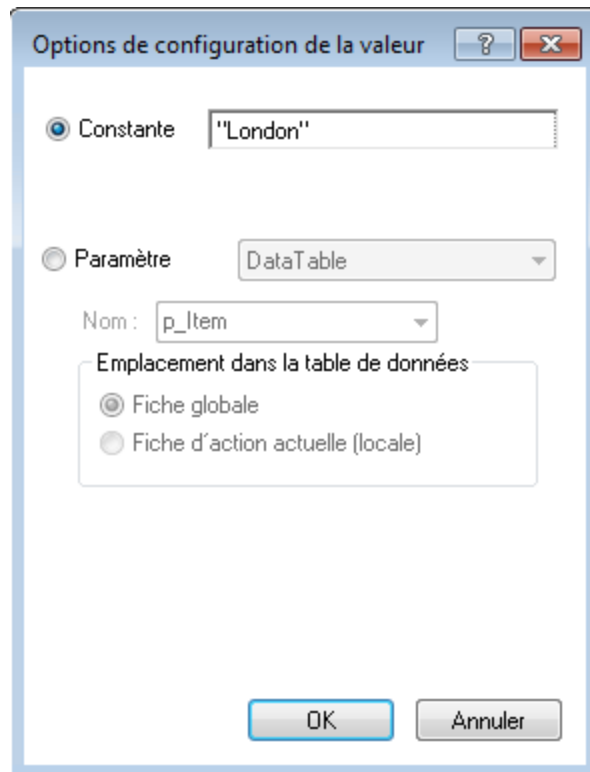 Options de configuration de la valeur ?
Constante "London"
Paramètre DataTable
Nom : p_Item
Emplacement dans la table de données
Fiche globale
Fiche d´action actuelle (locale)
OK Annuler